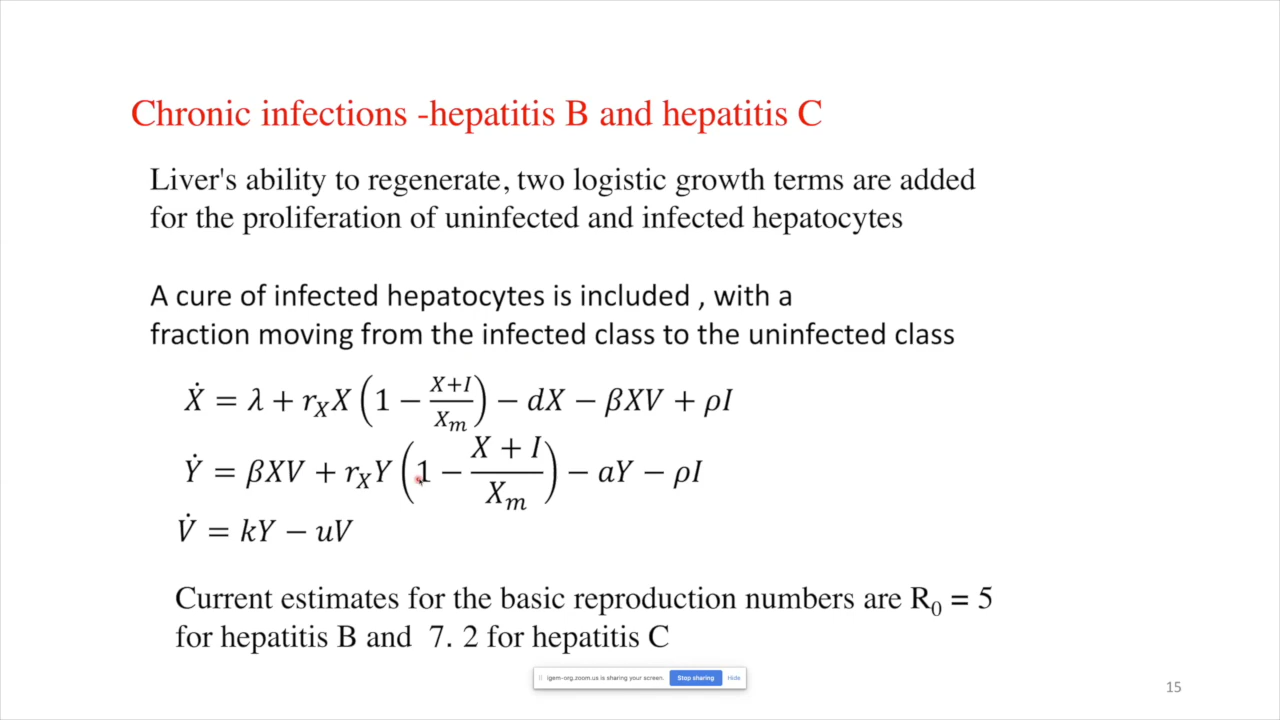 Chronic infections -hepatitis B and hepatitis C
Liver's ability to regenerate, two logistic growth terms are added
for the proliferation of uninfected and infected hepatocytes
A cure of infected hepatocytes is included , with a
fraction moving from the infected class to the uninfected class
Ẋ = λ + r_X X (1 − (X+I)/X_m) − dX − βXV + ρI
Ẏ = βXV + r_X Y (1 − (X + I)/X_m) − aY − ρI
V̇ = kY − uV
Current estimates for the basic reproduction numbers are R₀ = 5
for hepatitis B and 7. 2 for hepatitis C
igem-org.zoom.us is sharing your screen. Stop sharing Hide
15